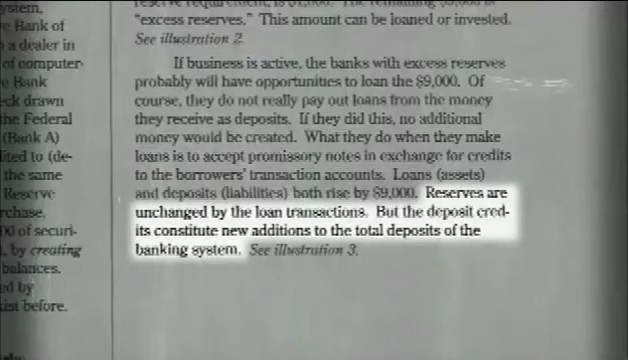 ystem,
e Bank of
a dealer in
of computer-
e Bank
eck drawn
the Federal
(Bank A)
ited to (de-
the same
Reserve
rchase,
00 of securi-
, by creating
balances.
ed by
ist before.
"excess reserves." This amount can be loaned or invested.
See illustration 2.
If business is active, the banks with excess reserves
probably will have opportunities to loan the $9,000. Of
course, they do not really pay out loans from the money
they receive as deposits. If they did this, no additional
money would be created. What they do when they make
loans is to accept promissory notes in exchange for credits
to the borrowers' transaction accounts. Loans (assets)
and deposits (liabilities) both rise by $9,000. Reserves are
unchanged by the loan transactions. But the deposit cred-
its constitute new additions to the total deposits of the
banking system. See illustration 3.